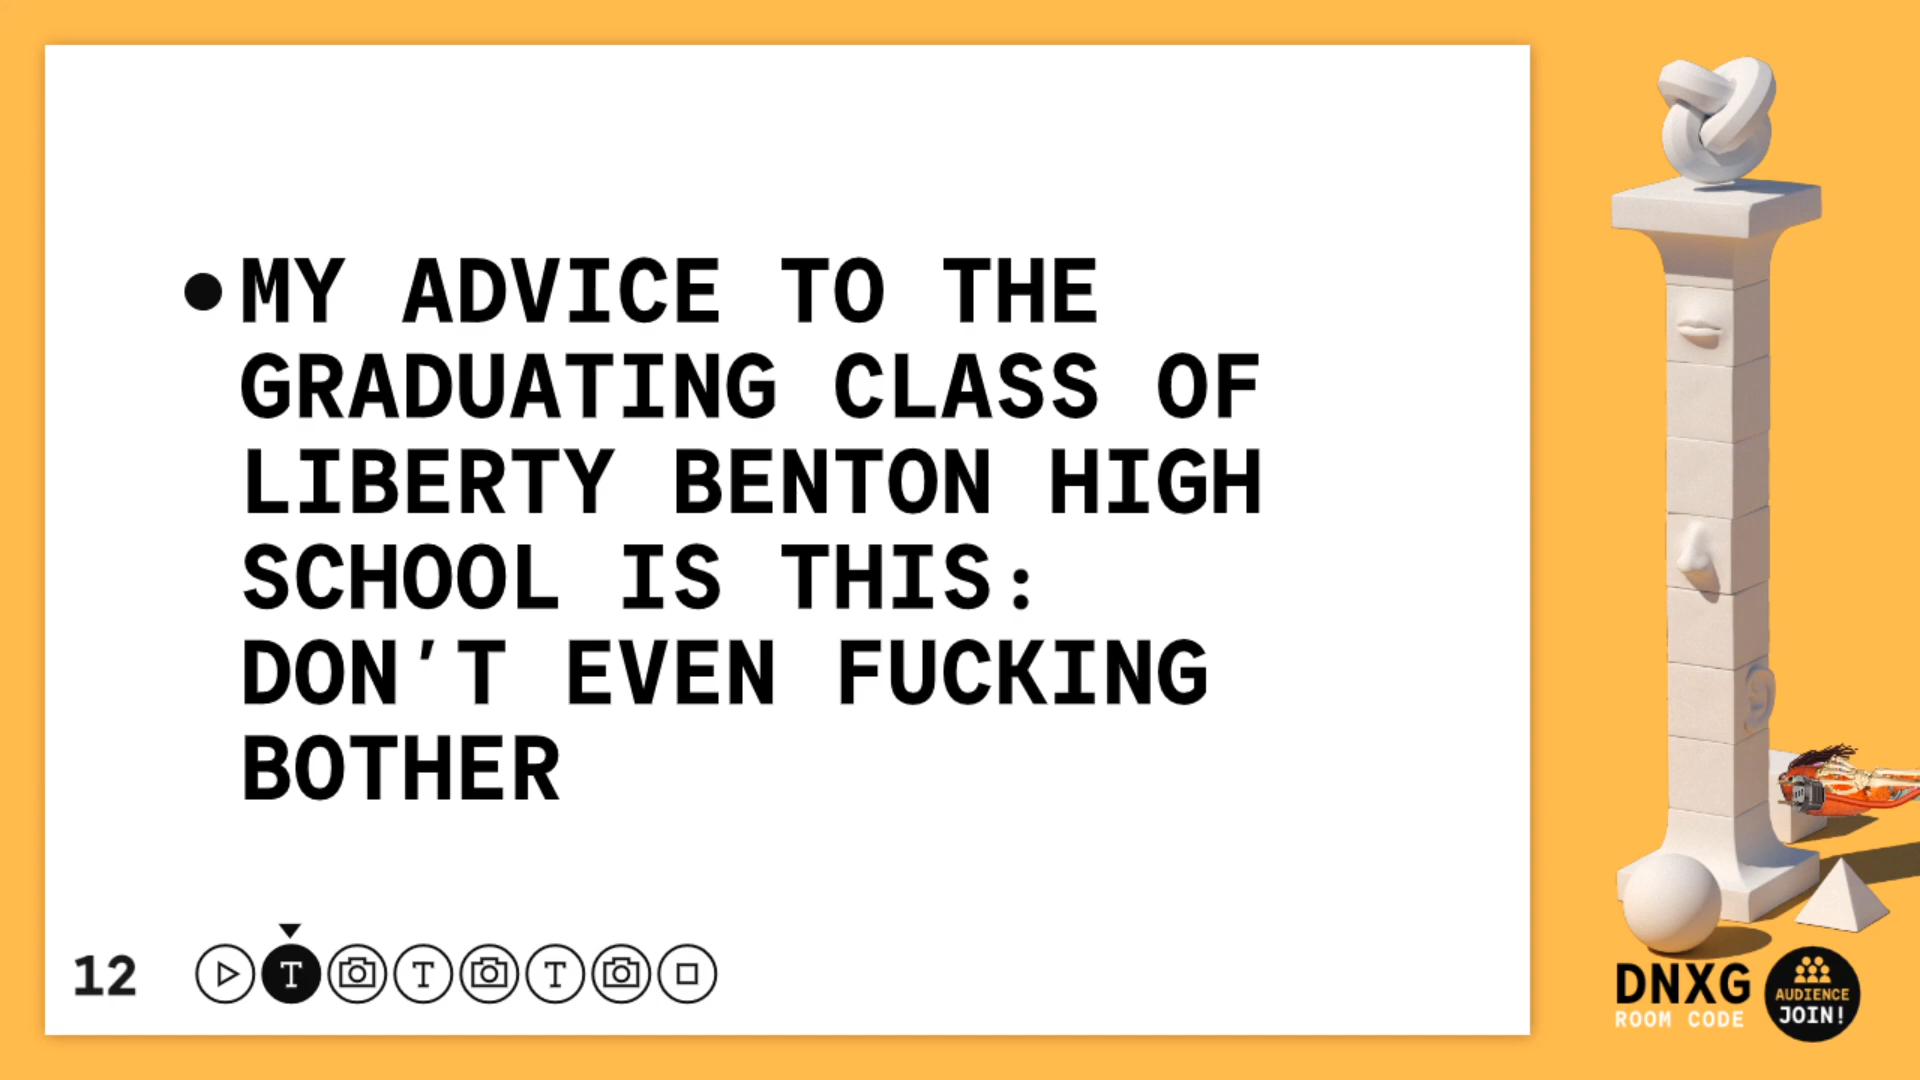 MY ADVICE TO THE
GRADUATING CLASS OF
LIBERTY BENTON HIGH
SCHOOL IS THIS:
DON'T EVEN FUCKING
BOTHER
12
T T T
DNXG
ROOM CODE
AUDIENCE
JOIN!